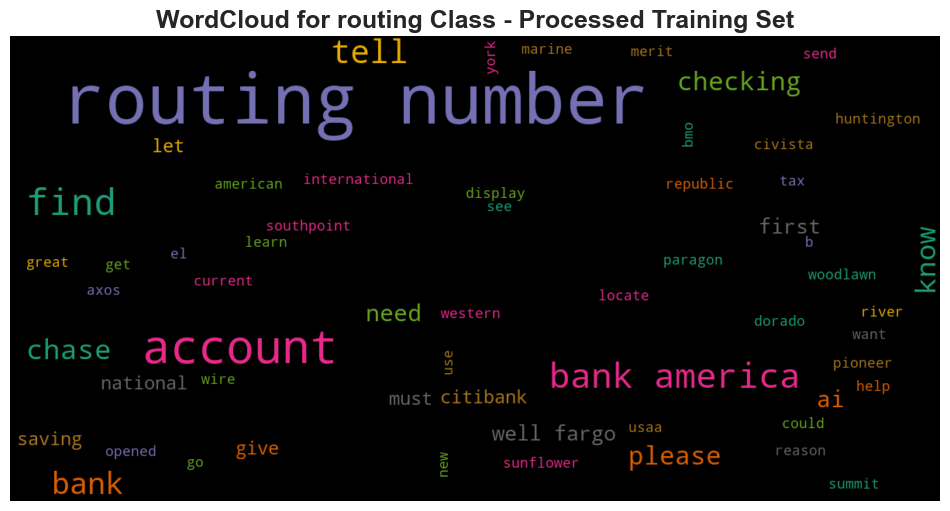 WordCloud for routing Class - Processed Training Set
tell
york
marine
merit
send
routing number
checking
huntington
bmo
let
civista
american
international
display
see
republic
tax
find
southpoint
learn
first
b
know
great
get
el
paragon
woodlawn
axos
current
locate
need
western
dorado
river
want
chase
account
use
pioneer
national
wire
must
citibank
bank america
help
ai
saving
opened
go
give
well fargo
usaa
could
reason
bank
new
sunflower
please
summit